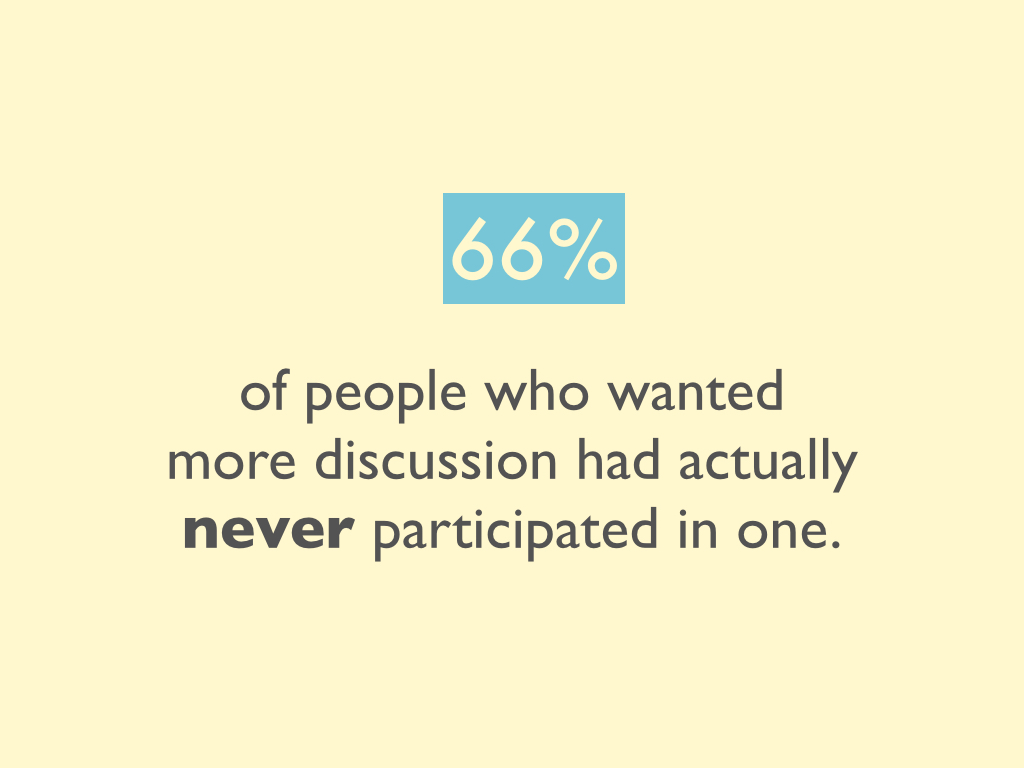 66%
of people who wanted
more discussion had actually
never participated in one.